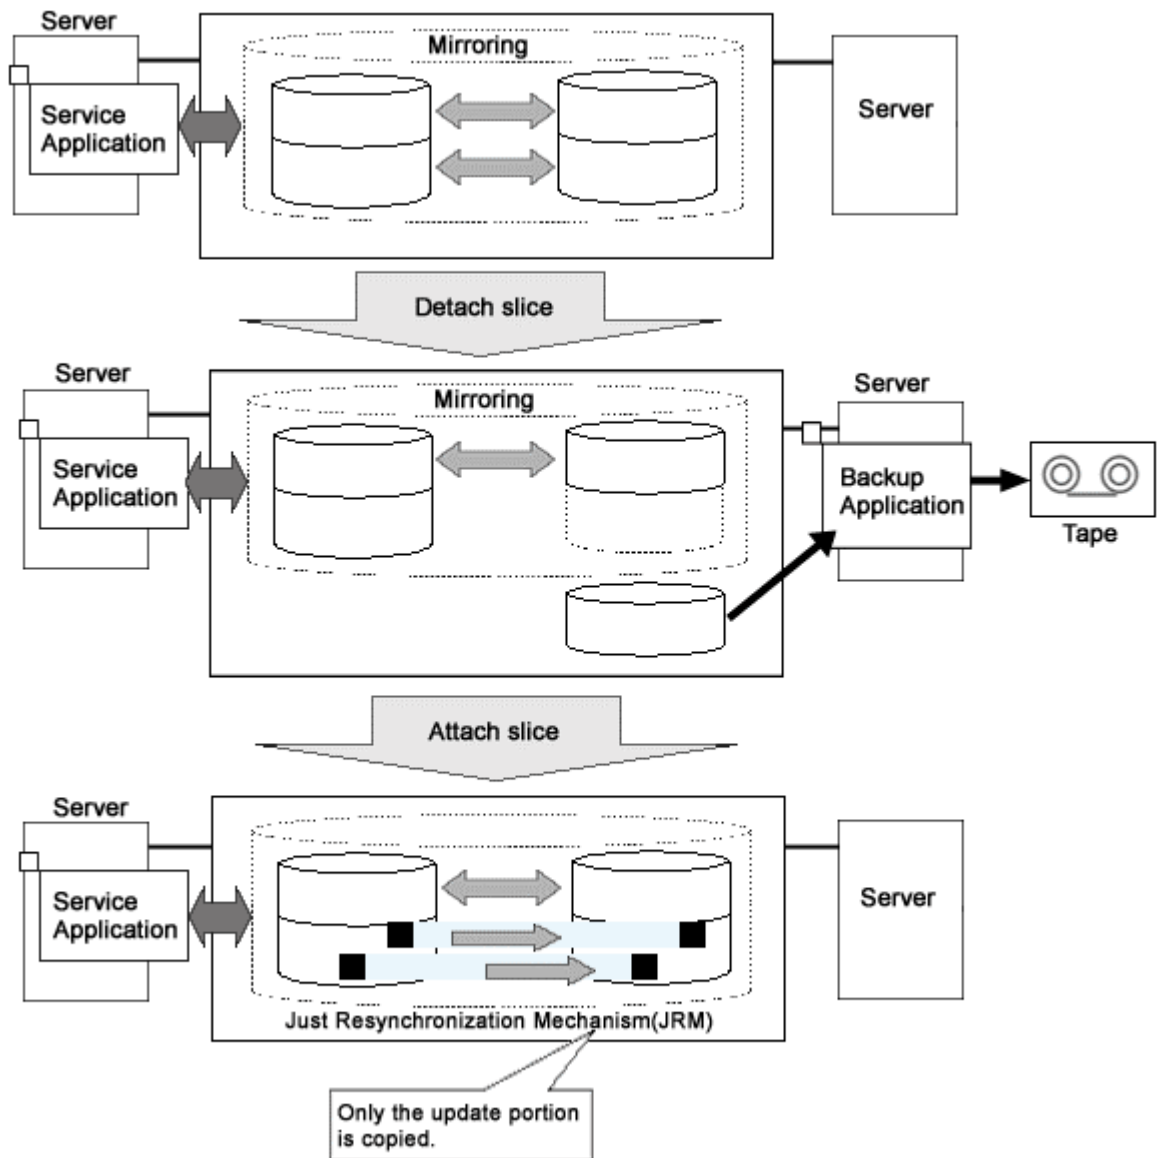 Server
Mirroring
Service
Application
Server
Detach slice
Server
Mirroring
Server
Service
Application
Backup
Application
Tape
Attach slice
Server
Service
Application
Server
Just Resynchronization Mechanism(JRM)
Only the update portion
is copied.